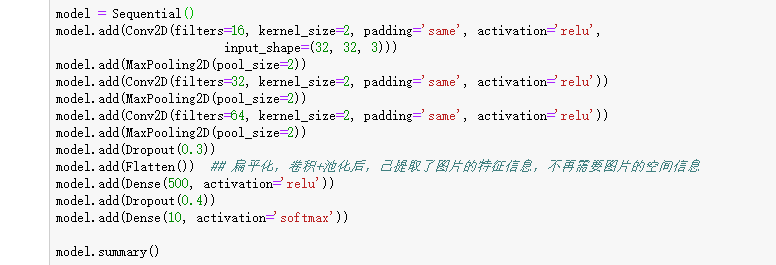 model = Sequential()
model.add(Conv2D(filters=16, kernel_size=2, padding='same', activation='relu',
input_shape=(32, 32, 3)))
model.add(MaxPooling2D(pool_size=2))
model.add(Conv2D(filters=32, kernel_size=2, padding='same', activation='relu'))
model.add(MaxPooling2D(pool_size=2))
model.add(Conv2D(filters=64, kernel_size=2, padding='same', activation='relu'))
model.add(MaxPooling2D(pool_size=2))
model.add(Dropout(0.3))
model.add(Flatten())  ## 扁平化，卷积+池化后，已提取了图片的特征信息，不再需要图片的空间信息
model.add(Dense(500, activation='relu'))
model.add(Dropout(0.4))
model.add(Dense(10, activation='softmax'))
model.summary()